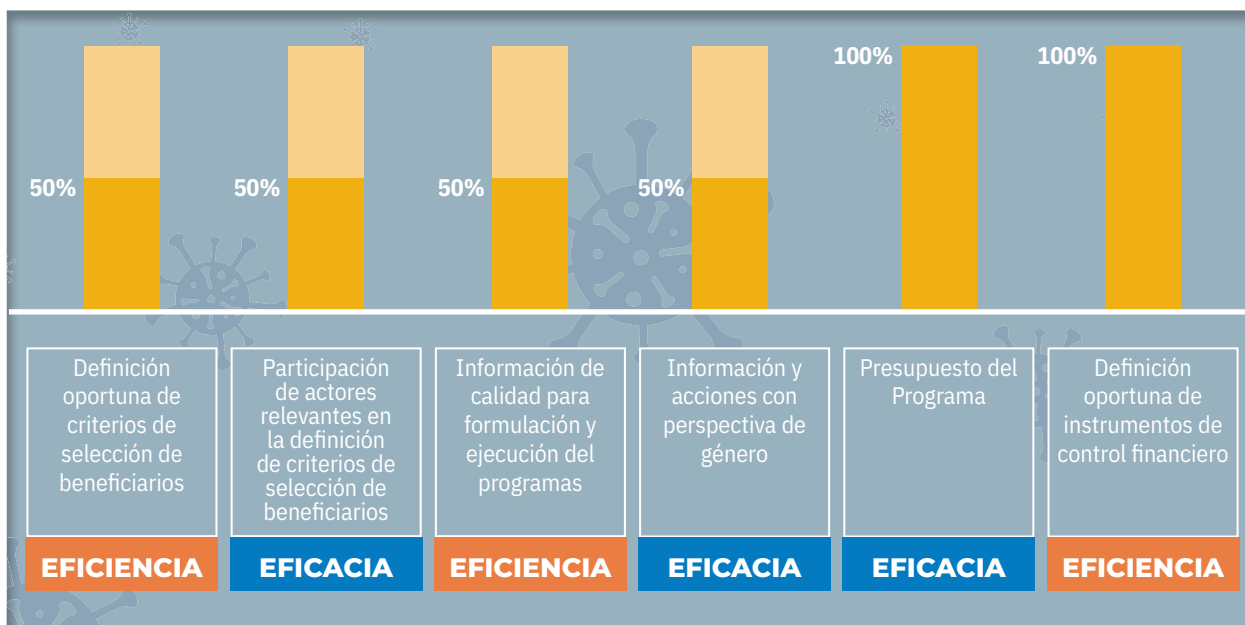 100%
100%
50%
50%
50%
50%
Definición
oportuna de
criterios de
selección de
beneficiarios
EFICIENCIA
Participación
de actores
relevantes en
la definición
de criterios de
selección de
beneficiarios
EFICACIA
Información de
calidad para
formulación y
ejecución del
programas
EFICIENCIA
Información y
acciones con
perspectiva de
género
EFICACIA
Presupuesto del
Programa
EFICACIA
Definición
oportuna de
instrumentos de
control financiero
EFICIENCIA